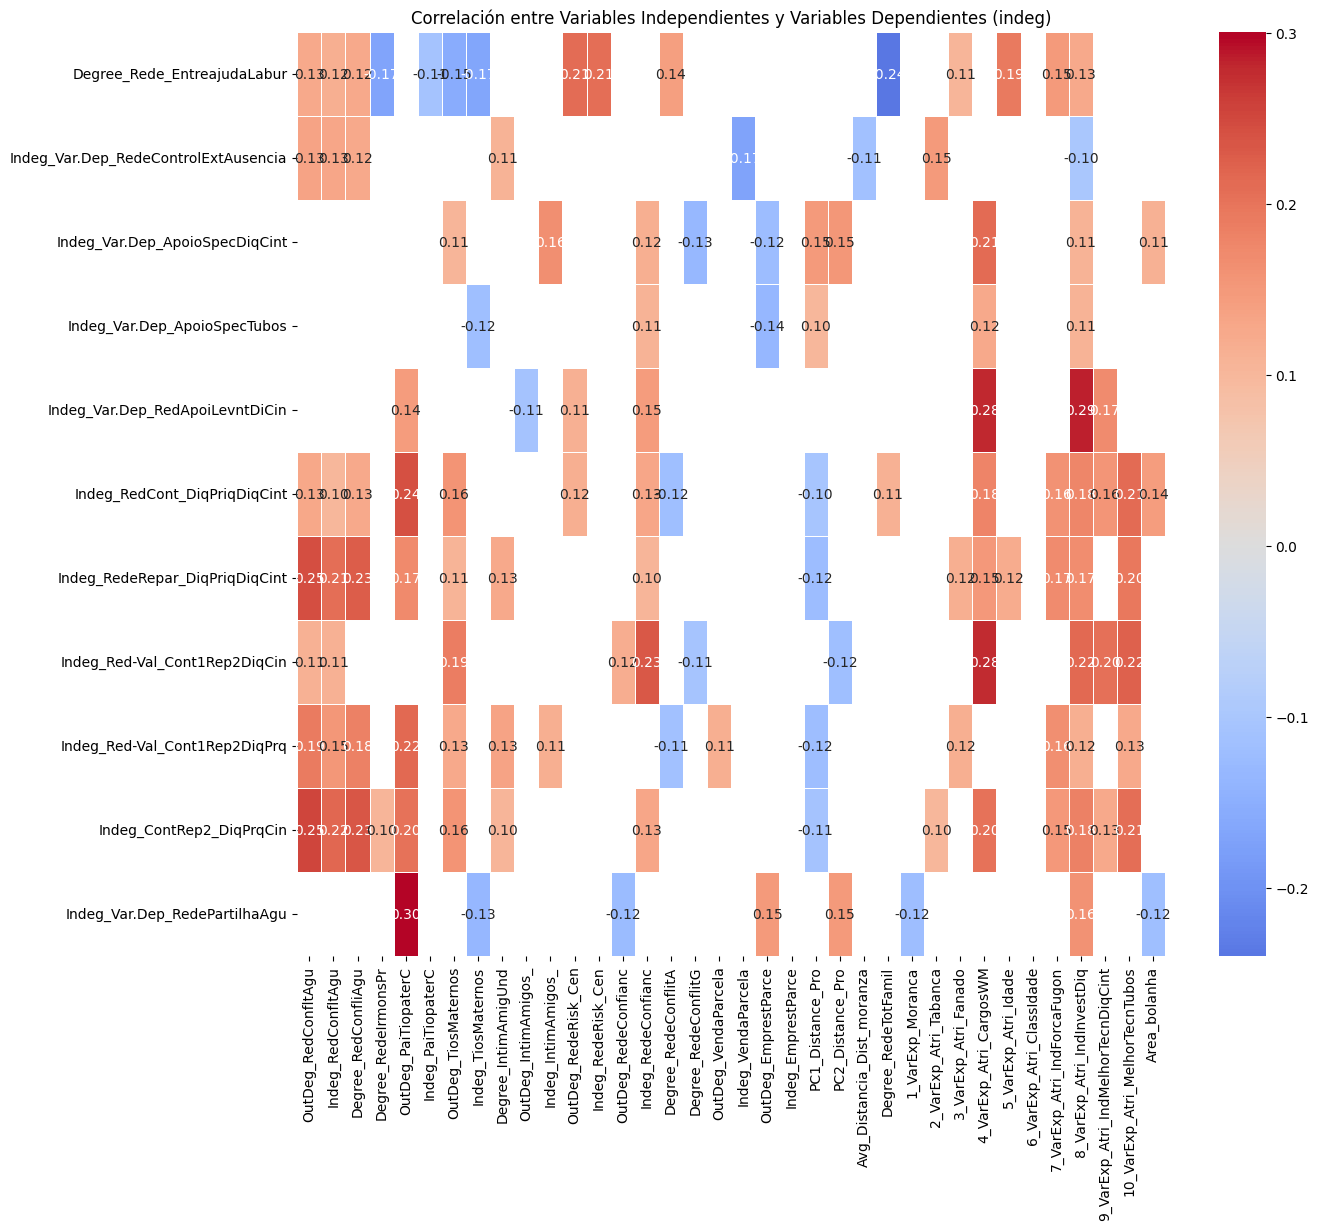 Correlación entre Variables Independientes y Variables Dependientes (indeg)
Degree_Rede_EntreajudaLabur 0.13 0.12 0.12 -0.17 -0.11 -0.15 -0.17 0.21 0.21 0.14 -0.24 0.11 0.19 0.15 0.13
Indeg_Var.Dep_RedeControlExtAusencia 0.13 0.13 0.12 0.11 -0.17 -0.11 0.15 -0.10
Indeg_Var.Dep_ApoioSpecDiqCint 0.11 0.16 0.12 -0.13 -0.12 0.15 0.15 0.21 0.11 0.11
Indeg_Var.Dep_ApoioSpecTubos -0.12 0.11 -0.14 0.10 0.12 0.11
Indeg_Var.Dep_RedApoiLevntDiCin 0.14 -0.11 0.11 0.15 0.28 0.29 0.17
Indeg_RedCont_DiqPriqDiqCint 0.13 0.10 0.13 0.24 0.16 0.12 0.13 -0.12 -0.10 0.11 0.18 0.16 0.18 0.16 0.21 0.14
Indeg_RedeRepar_DiqPriqDiqCint 0.25 0.21 0.23 0.17 0.11 0.13 0.10 -0.12 0.12 0.15 0.12 0.17 0.17 0.20
Indeg_Red-Val_Cont1Rep2DiqCin 0.11 0.11 0.19 0.12 0.23 -0.11 -0.12 0.28 0.22 0.20 0.22
Indeg_Red-Val_Cont1Rep2DiqPrq 0.19 0.15 0.18 0.22 0.13 0.13 0.11 -0.11 0.11 -0.12 0.12 0.16 0.12 0.13
Indeg_ContRep2_DiqPrqCin 0.25 0.22 0.23 0.10 0.20 0.16 0.10 0.13 -0.11 0.10 0.20 0.15 0.18 0.13 0.21
Indeg_Var.Dep_RedePartilhaAgu 0.30 -0.13 -0.12 0.15 0.15 -0.12 0.16 -0.12
OutDeg_RedConfltAgu
Indeg_RedConfltAgu
Degree_RedeConfliAgu
Degree_RedeIrmonsPr
OutDeg_PaiTiopaterC
Indeg_PaiTiopaterC
OutDeg_TiosMaternos
Indeg_TiosMaternos
Degree_IntimAmigUnd
OutDeg_IntimAmigos_
Indeg_IntimAmigos_
OutDeg_RedeRisk_Cen
Indeg_RedeRisk_Cen
OutDeg_RedeConfianc
Indeg_RedeConfianc
Degree_RedeConflitA
Degree_RedeConflitG
OutDeg_VendaParcela
Indeg_VendaParcela
OutDeg_EmprestParce
Indeg_EmprestParce
PC1_Distance_Pro
PC2_Distance_Pro
Avg_Distancia_Dist_moranza
Degree_RedeTotFamil
1_VarExp_Moranca
2_VarExp_Atri_Tabanca
3_VarExp_Atri_Fanado
4_VarExp_Atri_CargosWM
5_VarExp_Atri_Idade
6_VarExp_Atri_ClassIdade
7_VarExp_Atri_IndForcaFugon
8_VarExp_Atri_IndInvestDiq
9_VarExp_Atri_IndMelhorTecnDiqCint
10_VarExp_Atri_MelhorTecnTubos
Area_bolanha
0.3
0.2
0.1
0.0
−0.1
−0.2